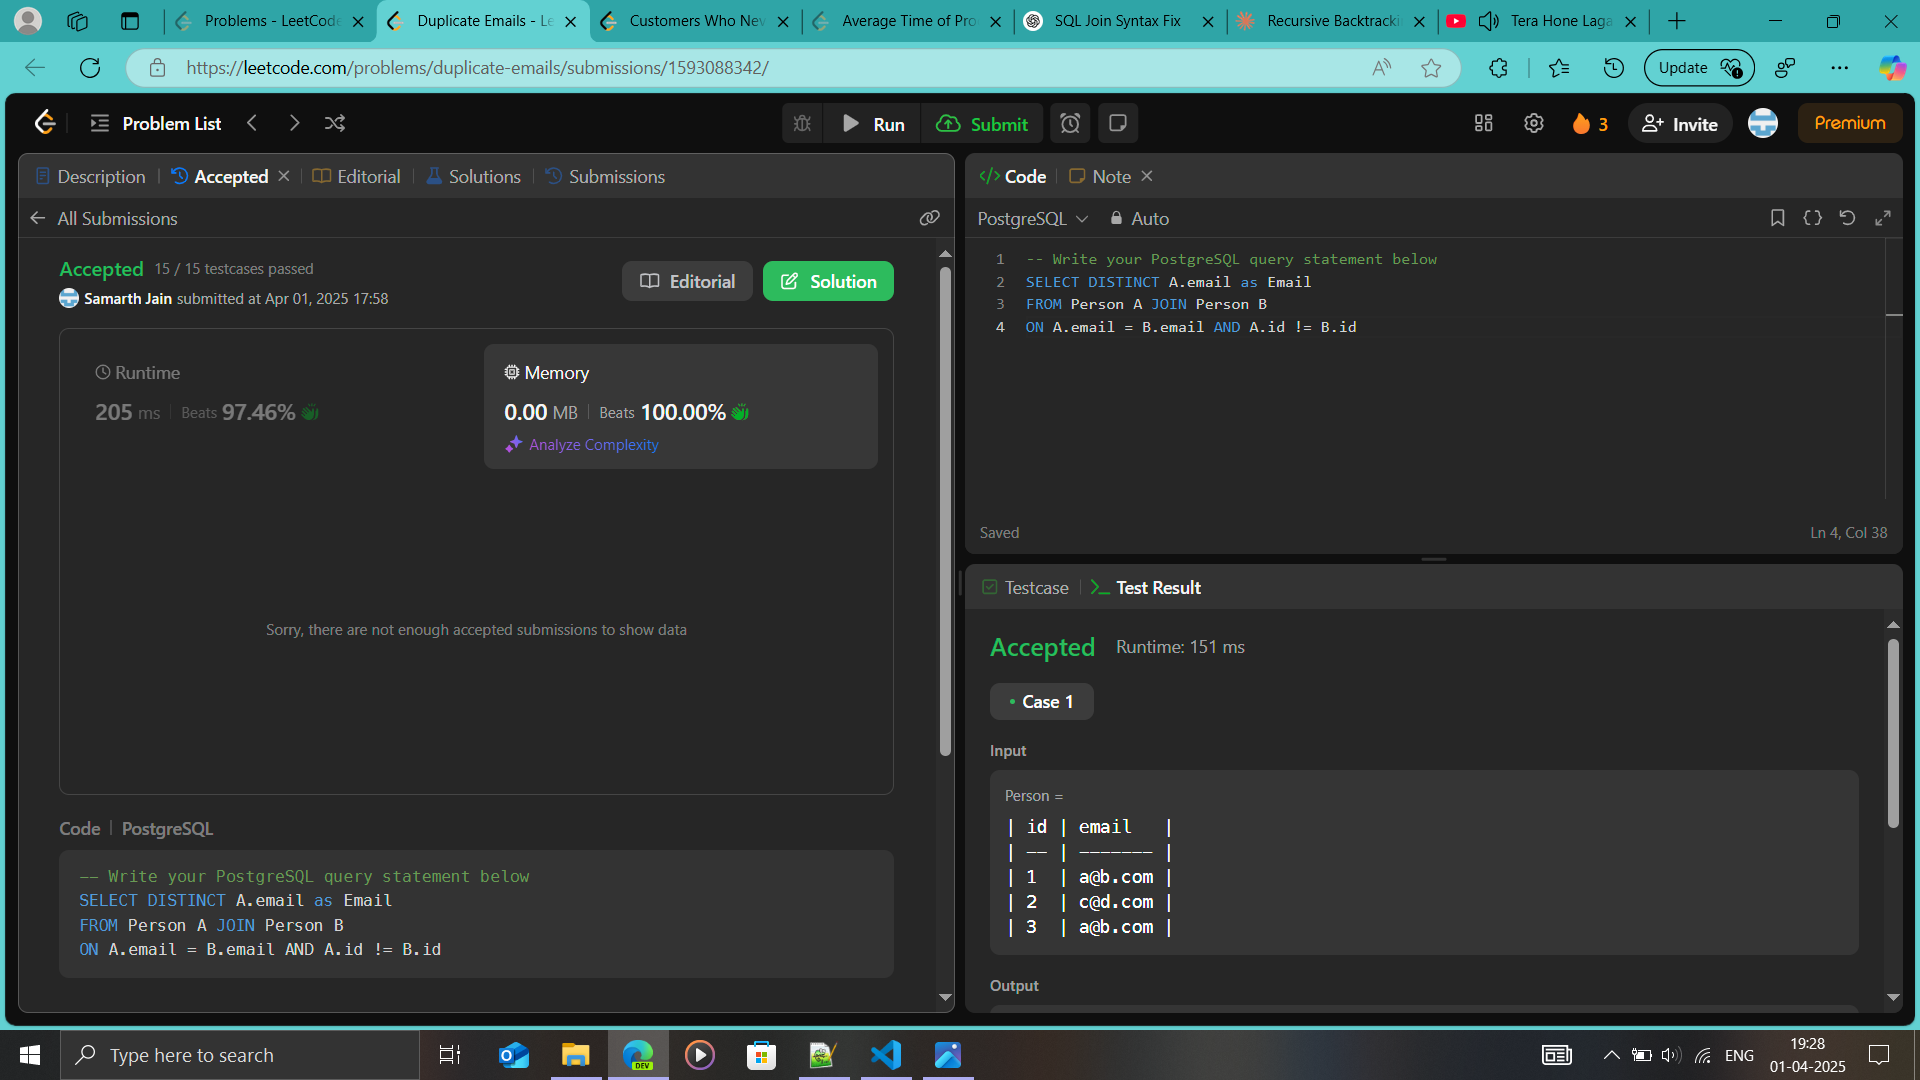 Problems - LeetCode
Duplicate Emails - Le
Customers Who Nev
Average Time of Pro
SQL Join Syntax Fix
Recursive Backtracki
Tera Hone Laga
https://leetcode.com/problems/duplicate-emails/submissions/1593088342/
Update
Problem List
Run
Submit
3
Invite
Premium
Description
Accepted
Editorial
Solutions
Submissions
All Submissions
Accepted 15 / 15 testcases passed
Samarth Jain submitted at Apr 01, 2025 17:58
Editorial
Solution
Runtime
205 ms Beats 97.46%
Memory
0.00 MB Beats 100.00%
Analyze Complexity
Sorry, there are not enough accepted submissions to show data
Code PostgreSQL
-- Write your PostgreSQL query statement below
SELECT DISTINCT A.email as Email
FROM Person A JOIN Person B
ON A.email = B.email AND A.id != B.id
Code
Note
PostgreSQL
Auto
1 -- Write your PostgreSQL query statement below
2 SELECT DISTINCT A.email as Email
3 FROM Person A JOIN Person B
4 ON A.email = B.email AND A.id != B.id
Saved
Ln 4, Col 38
Testcase
Test Result
Accepted Runtime: 151 ms
Case 1
Input
Person =
| id | email |
| -- | ------- |
| 1 | a@b.com |
| 2 | c@d.com |
| 3 | a@b.com |
Output
Type here to search
DEV
ENG
19:28
01-04-2025